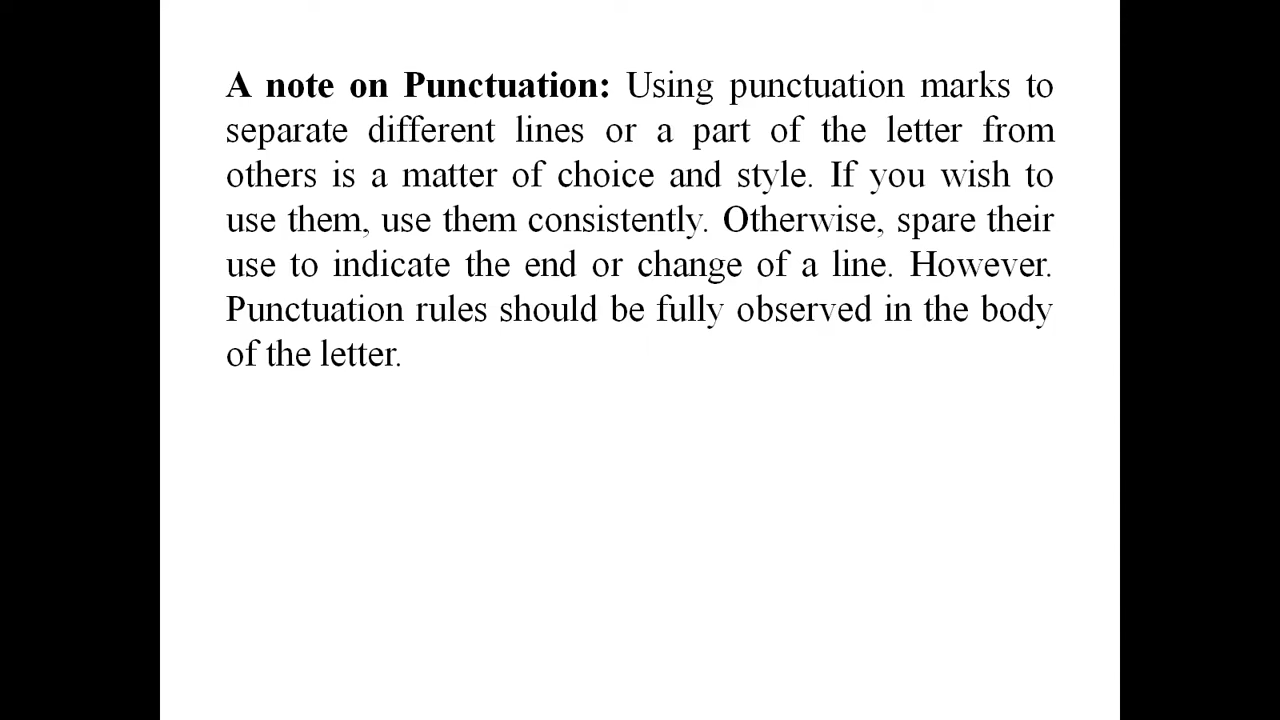 A note on Punctuation: Using punctuation marks to
separate different lines or a part of the letter from
others is a matter of choice and style. If you wish to
use them, use them consistently. Otherwise, spare their
use to indicate the end or change of a line. However.
Punctuation rules should be fully observed in the body
of the letter.